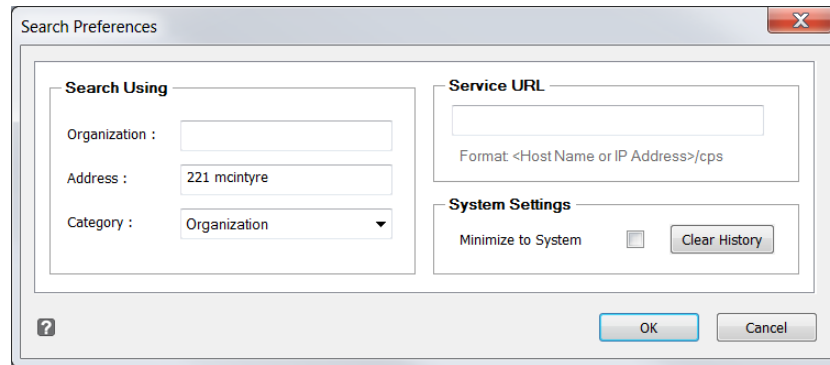 Search Preferences
Search Using
Organization :
Address :
221 mcintyre
Category :
Organization
Service URL
Format: <Host Name or IP Address>/cps
System Settings
Minimize to System
Clear History
?
OK
Cancel